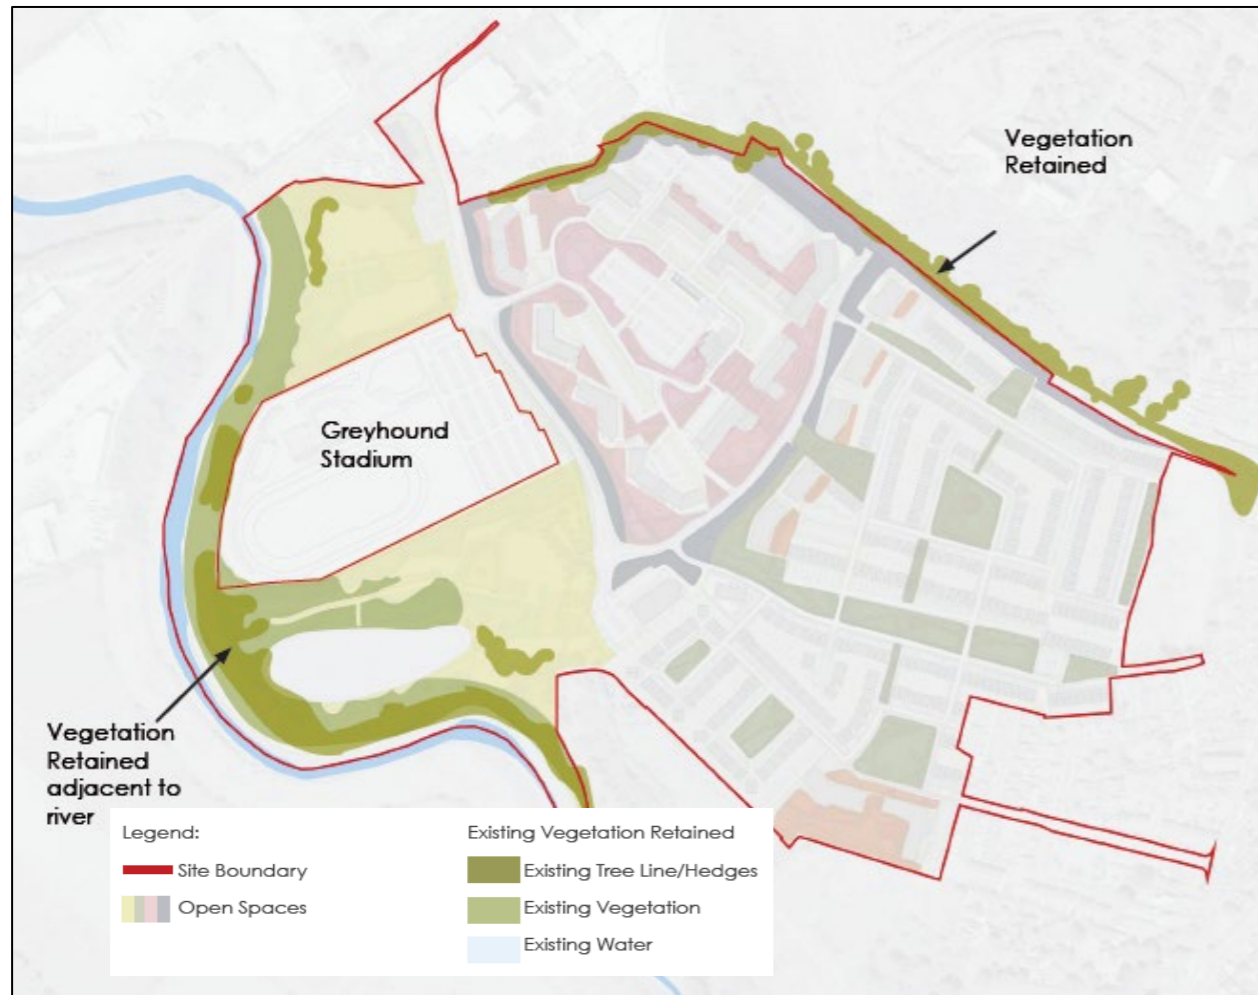 Vegetation
Retained
Greyhound
Stadium
Vegetation
Retained
adjacent to
river
Legend:
Site Boundary
Open Spaces
Existing Vegetation Retained
Existing Tree Line/Hedges
Existing Vegetation
Existing Water